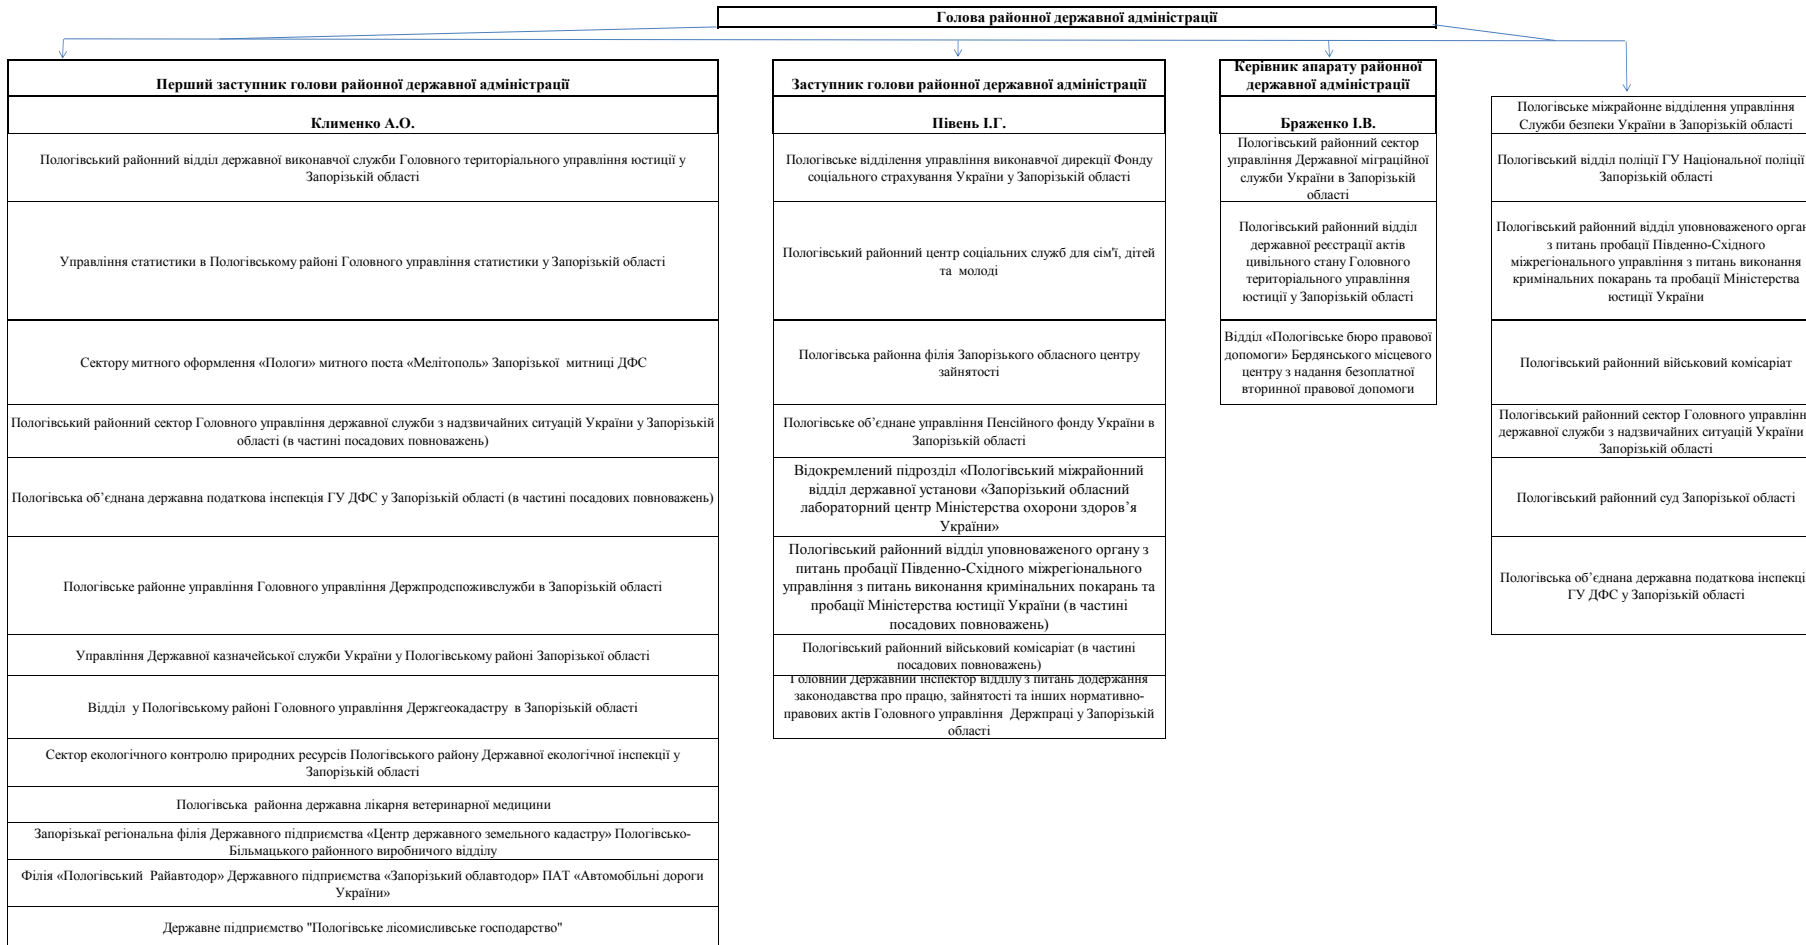 Голова районної державної адміністрації
Перший заступник голови районної державної адміністрації
Клименко А.О.
Пологівський районний відділ державної виконавчої служби Головного територіального управління юстиції у
Запорізькій області
Управління статистики в Пологівському районі Головного управління статистики у Запорізькій області
Сектору митного оформлення «Пологи» митного поста «Мелітополь» Запорізької митниці ДФС
Пологівський районний сектор Головного управління державної служби з надзвичайних ситуацій України у Запорізькій
області (в частині посадових повноважень)
Пологівська об’єднана державна податкова інспекція ГУ ДФС у Запорізькій області (в частині посадових повноважень)
Пологівське районне управління Головного управління Держпродспоживслужби в Запорізькій області
Управління Державної казначейської служби України у Пологівському районі Запорізької області
Відділ у Пологівському районі Головного управління Держгеокадастру в Запорізькій області
Сектор екологічного контролю природних ресурсів Пологівського району Державної екологічної інспекції у
Запорізькій області
Пологівська районна державна лікарня ветеринарної медицини
Запорізькаї регіональна філія Державного підприємства «Центр державного земельного кадастру» Пологівсько-
Більмацького районного виробничого відділу
Філія «Пологівський Райавтодор» Державного підприємства «Запорізький облавтодор» ПАТ «Автомобільні дороги
України»
Державне підприємство "Пологівське лісомисливське господарство"
Заступник голови районної державної адміністрації
Півень І.Г.
Пологівське відділення управління виконавчої дирекції Фонду
соціального страхування України у Запорізькій області
Пологівський районний центр соціальних служб для сім'ї, дітей
та молоді
Пологівська районна філія Запорізького обласного центру
зайнятості
Пологівське об’єднане управління Пенсійного фонду України в
Запорізькій області
Відокремлений підрозділ «Пологівський міжрайонний
відділ державної установи «Запорізький обласний
лабораторний центр Міністерства охорони здоров’я
України»
Пологівський районний відділ уповноваженого органу з
питань пробації Південно-Східного міжрегіонального
управління з питань виконання кримінальних покарань та
пробації Міністерства юстиції України (в частині
посадових повноважень)
Пологівський районний військовий комісаріат (в частині
посадових повноважень)
Головний Державний інспектор відділу з питань додержання
законодавства про працю, зайнятості та інших нормативно-
правових актів Головного управління Держпраці у Запорізькій
області
Керівник апарату районної
державної адміністрації
Браженко І.В.
Пологівський районний сектор
управління Державної міграційної
служби України в Запорізькій
області
Пологівський районний відділ
державної реєстрації актів
цивільного стану Головного
територіального управління
юстиції у Запорізькій області
Відділ «Пологівське бюро правової
допомоги» Бердянського місцевого
центру з надання безоплатної
вторинної правової допомоги
Пологівське міжрайонне відділення управління
Служби безпеки України в Запорізькій області
Пологівський відділ поліції ГУ Національної поліції
Запорізькій області
Пологівський районний відділ уповноваженого орган
з питань пробації Південно-Східного
міжрегіонального управління з питань виконання
кримінальних покарань та пробації Міністерства
юстиції України
Пологівський районний військовий комісаріат
Пологівський районний сектор Головного управлінн
державної служби з надзвичайних ситуацій України
Запорізькій області
Пологівський районний суд Запорізької області
Пологівська об’єднана державна податкова інспекці
ГУ ДФС у Запорізькій області